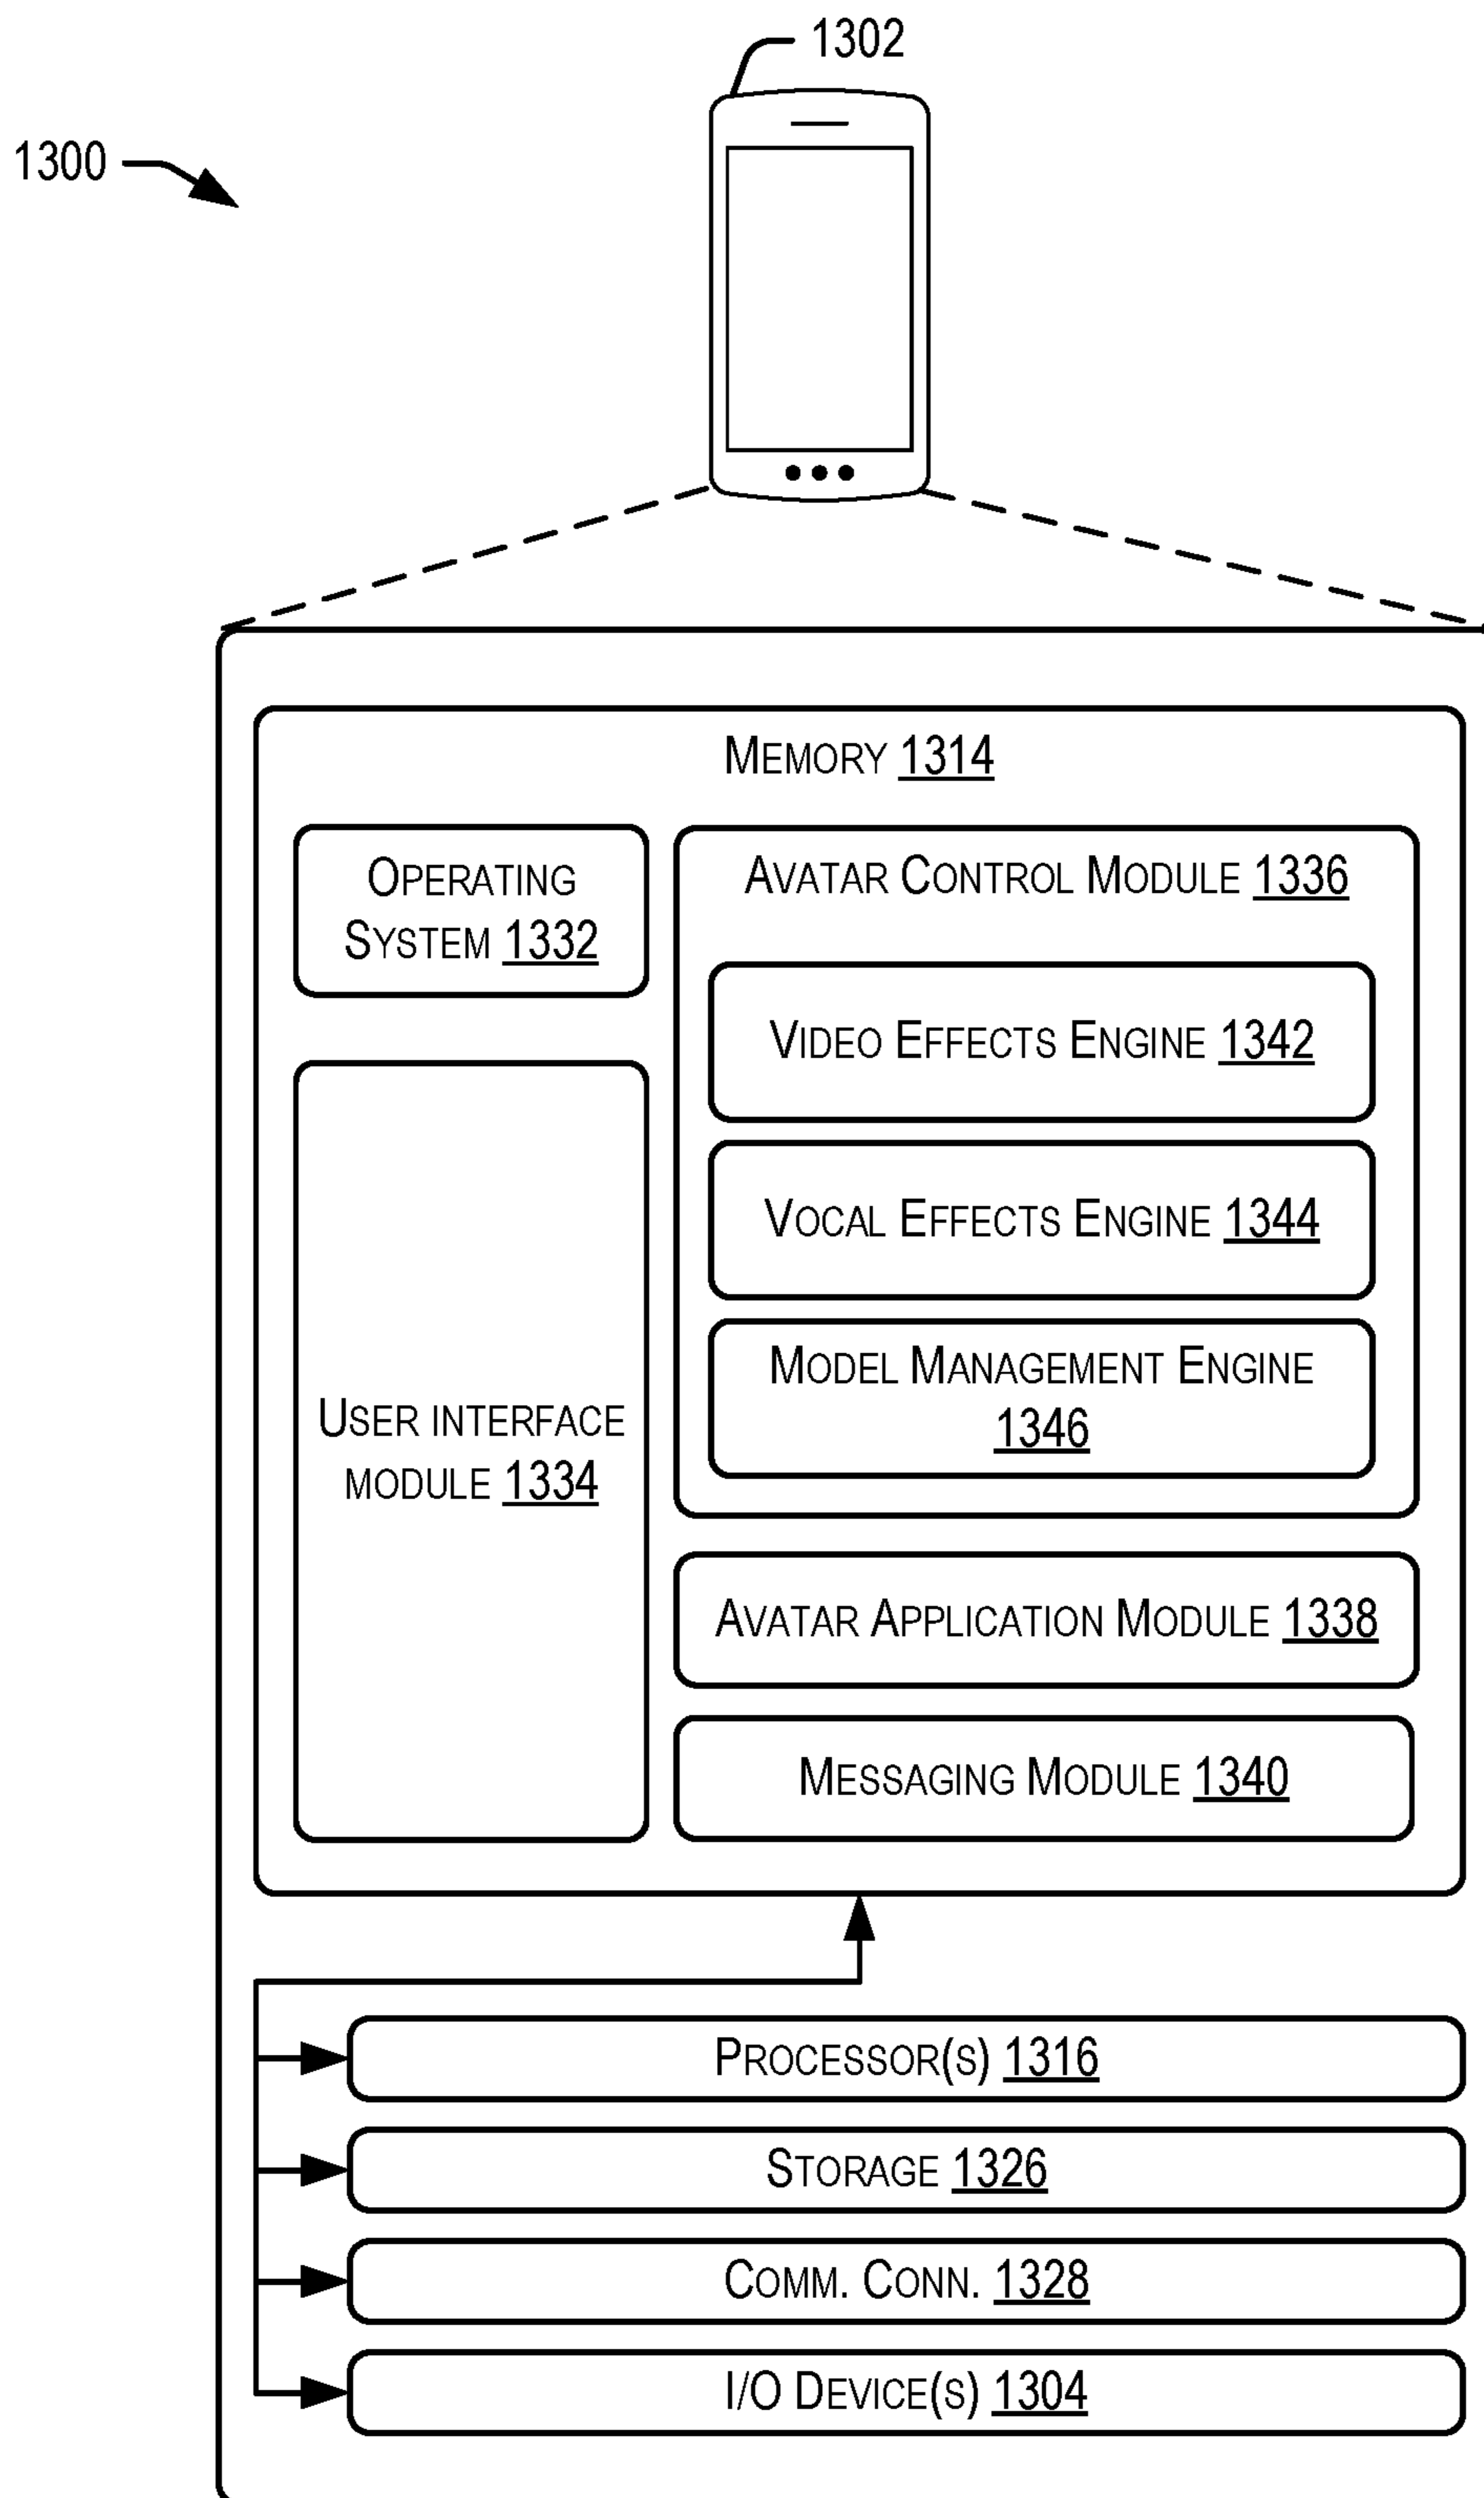 1302
1300
MEMORY 1314
OPERATING
SYSTEM 1332
AVATAR CONTROL MODULE 1336
VIDEO EFFECTS ENGINE 1342
VOCAL EFFECTS ENGINE 1344
MODEL MANAGEMENT ENGINE
1346
USER INTERFACE
MODULE 1334
AVATAR APPLICATION MODULE 1338
MESSAGING MODULE 1340
PROCESSOR(S) 1316
STORAGE 1326
COMM. CONN. 1328
I/O DEVICE(S) 1304